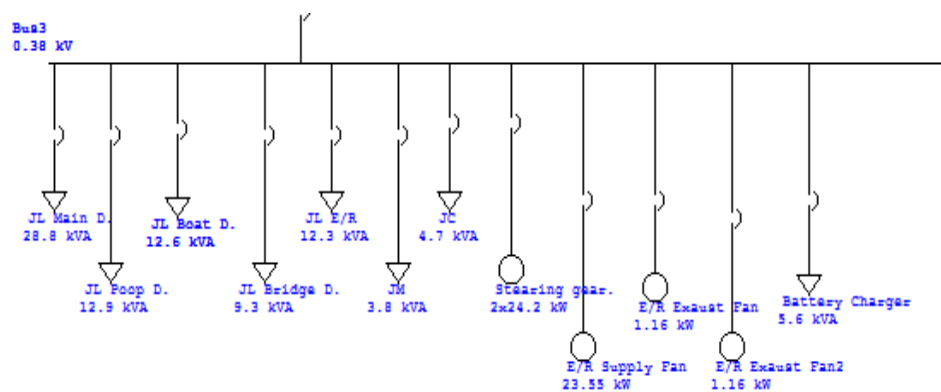 Bus3
0.38 kV
JL Main D.
28.8 kVA
JL Boat D.
12.6 kVA
JL E/R
12.3 kVA
JC
4.7 kVA
JL Poop D.
12.9 kVA
JL Bridge D.
9.3 kVA
JM
3.8 kVA
Stearing gear.
2x24.2 kW
E/R Exaust Fan
1.16 kW
Battery Charger
5.6 kVA
E/R Supply Fan
23.55 kW
E/R Exaust Fan2
1.16 kW